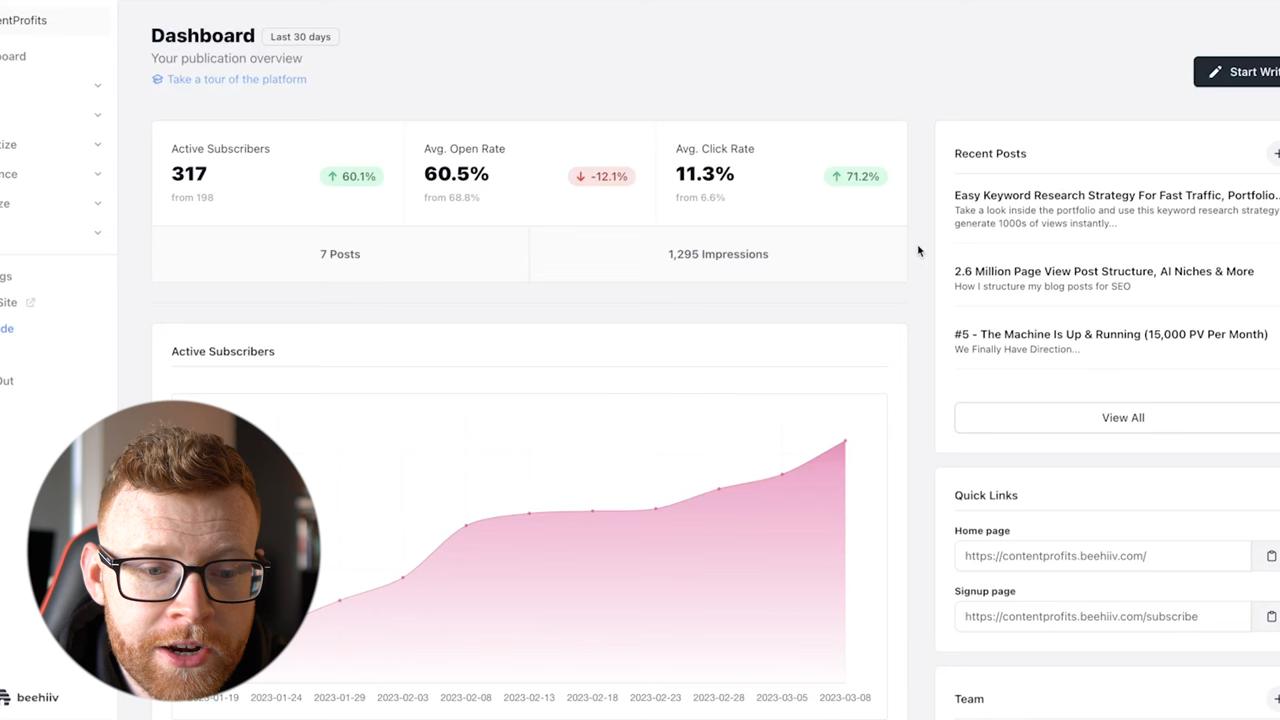 entProfits
board
tize
nce
ze
gs
Site
de
Out
beehiiv
Dashboard
Last 30 days
Your publication overview
Take a tour of the platform
Start Writ
Active Subscribers
317
60.1%
from 198
Avg. Open Rate
60.5%
-12.1%
from 68.8%
Avg. Click Rate
11.3%
71.2%
from 6.6%
7 Posts
1,295 Impressions
Active Subscribers
2023-01-24
2023-01-29
2023-02-03
2023-02-08
2023-02-13
2023-02-18
2023-02-23
2023-02-28
2023-03-05
2023-03-08
Recent Posts
Easy Keyword Research Strategy For Fast Traffic, Portfolio..
Take a look inside the portfolio and use this keyword research strategy
generate 1000s of views instantly...
2.6 Million Page View Post Structure, AI Niches & More
How I structure my blog posts for SEO
#5 - The Machine Is Up & Running (15,000 PV Per Month)
We Finally Have Direction...
View All
Quick Links
Home page
https://contentprofits.beehiiv.com/
Signup page
https://contentprofits.beehiiv.com/subscribe
Team